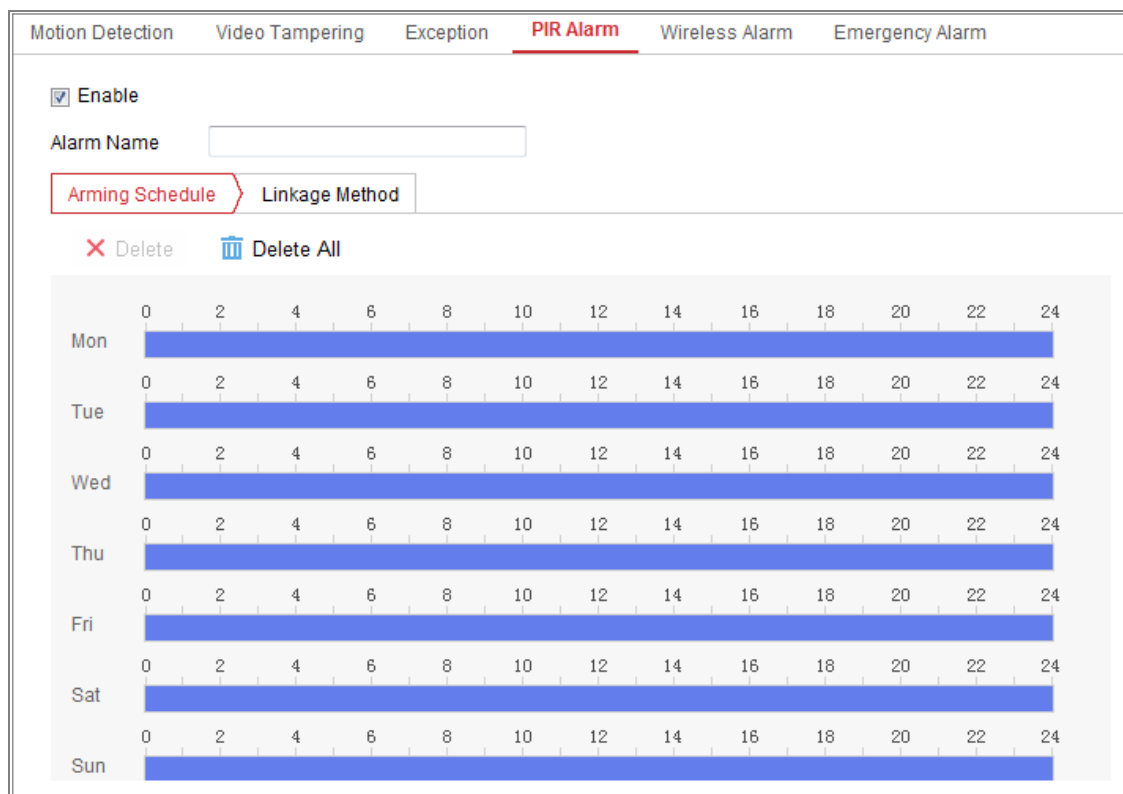 Motion Detection Video Tampering Exception PIR Alarm Wireless Alarm Emergency Alarm
Enable
Alarm Name
Arming Schedule Linkage Method
Delete Delete All
0 2 4 6 8 10 12 14 16 18 20 22 24
Mon
0 2 4 6 8 10 12 14 16 18 20 22 24
Tue
0 2 4 6 8 10 12 14 16 18 20 22 24
Wed
0 2 4 6 8 10 12 14 16 18 20 22 24
Thu
0 2 4 6 8 10 12 14 16 18 20 22 24
Fri
0 2 4 6 8 10 12 14 16 18 20 22 24
Sat
0 2 4 6 8 10 12 14 16 18 20 22 24
Sun